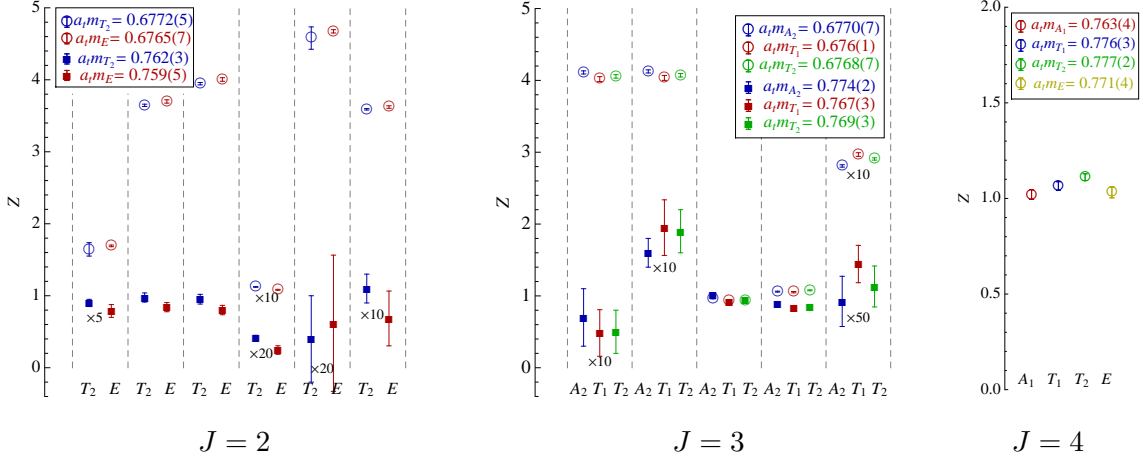 5
4
3
2
1
0
Z
a_t m_{T_2} = 0.6772(5)
a_t m_E = 0.6765(7)
a_t m_{T_2} = 0.762(3)
a_t m_E = 0.759(5)
×5
×10
×20
×20
×10
T_2 E T_2 E T_2 E T_2 E T_2 E T_2 E
J = 2
5
4
3
2
1
0
Z
a_t m_{A_2} = 0.6770(7)
a_t m_{T_1} = 0.676(1)
a_t m_{T_2} = 0.6768(7)
a_t m_{A_2} = 0.774(2)
a_t m_{T_1} = 0.767(3)
a_t m_{T_2} = 0.769(3)
×10
×10
×10
×50
A_2 T_1 T_2 A_2 T_1 T_2 A_2 T_1 T_2 A_2 T_1 T_2 A_2 T_1 T_2
J = 3
2.0
1.5
1.0
0.5
0.0
Z
a_t m_{A_1} = 0.763(4)
a_t m_{T_1} = 0.776(3)
a_t m_{T_2} = 0.777(2)
a_t m_E = 0.771(4)
A_1 T_1 T_2 E
J = 4